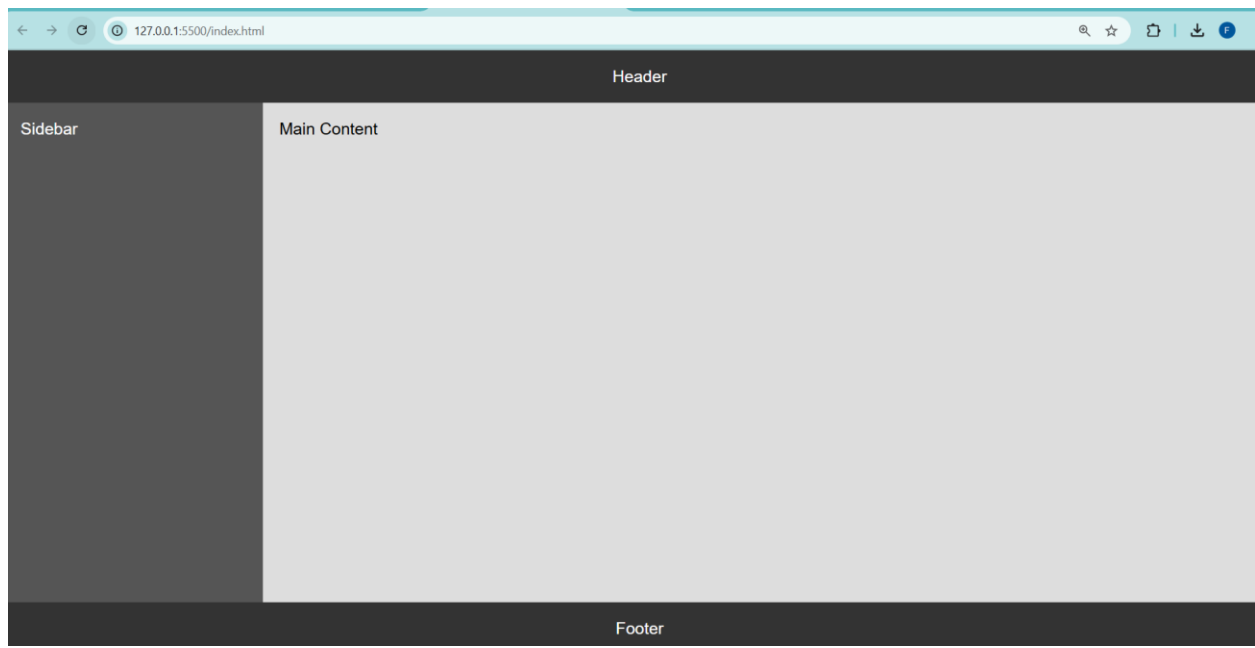 127.0.0.1:5500/index.html
F
Header
Sidebar
Main Content
Footer